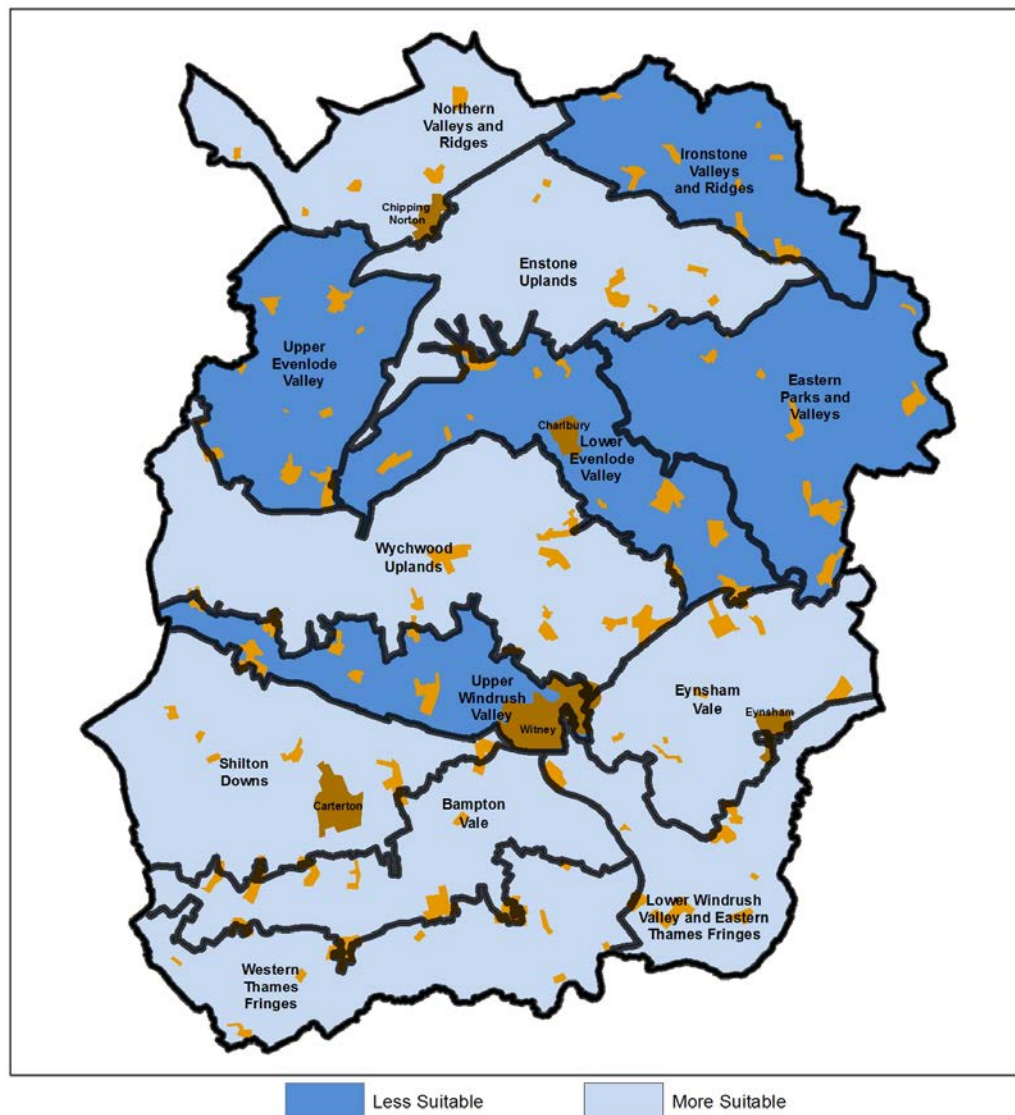 Northern
Valleys and
Ridges
Ironstone
Valleys
and Ridges
Chipping
Norton
Enstone
Uplands
Upper
Evenlode
Valley
Eastern
Parks and
Valleys
Charlbury
Lower
Evenlode
Valley
Wychwood
Uplands
Upper
Windrush
Valley
Witney
Eynsham
Vale
Eynsham
Shilton
Downs
Carterton
Bampton
Vale
Lower Windrush
Valley and Eastern
Thames Fringes
Western
Thames
Fringes
Less Suitable
More Suitable